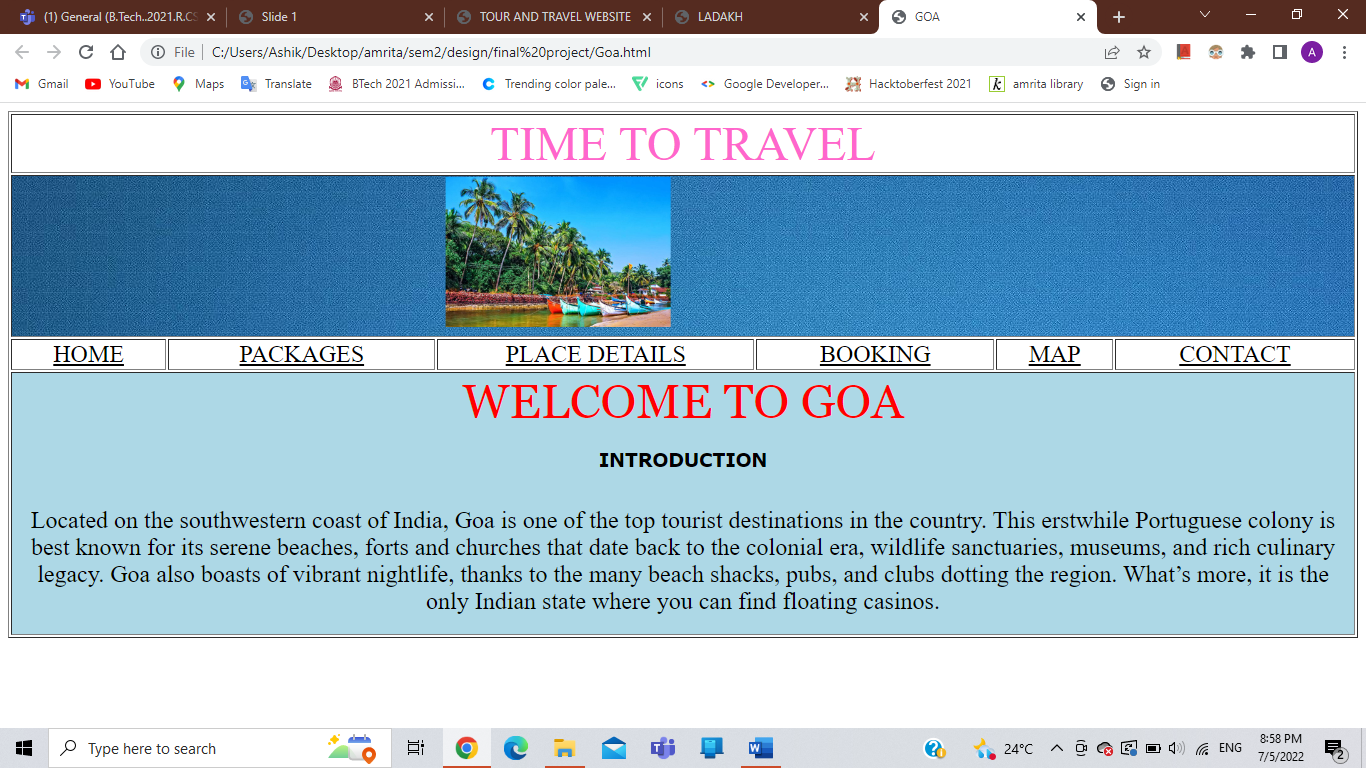 (1) General (B.Tech..2021.R.CS
Slide 1
TOUR AND TRAVEL WEBSITE
LADAKH
GOA
File
C:/Users/Ashik/Desktop/amrita/sem2/design/final%20project/Goa.html
A
Gmail
YouTube
Maps
Translate
BTech 2021 Admissi...
Trending color pale...
icons
Google Developer...
Hacktoberfest 2021
amrita library
Sign in
TIME TO TRAVEL
HOME
PACKAGES
PLACE DETAILS
BOOKING
MAP
CONTACT
WELCOME TO GOA
INTRODUCTION
Located on the southwestern coast of India, Goa is one of the top tourist destinations in the country. This erstwhile Portuguese colony is
best known for its serene beaches, forts and churches that date back to the colonial era, wildlife sanctuaries, museums, and rich culinary
legacy. Goa also boasts of vibrant nightlife, thanks to the many beach shacks, pubs, and clubs dotting the region. What’s more, it is the
only Indian state where you can find floating casinos.
Type here to search
24°C
ENG
8:58 PM
7/5/2022
2